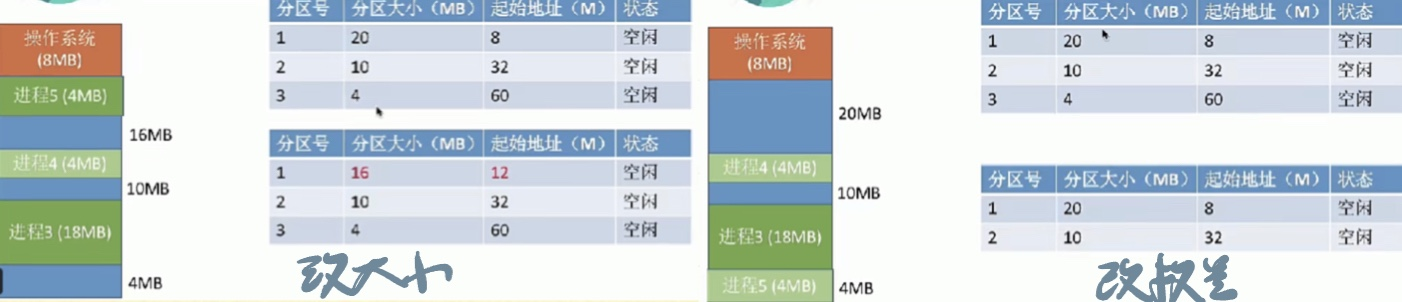 操作系统
(8MB)
进程5 (4MB)
16MB
进程4 (4MB)
10MB
进程3 (18MB)
4MB
分区号 分区大小（MB） 起始地址（M） 状态
1 20 8 空闲
2 10 32 空闲
3 4 60 空闲
分区号 分区大小（MB） 起始地址（M） 状态
1 16 12 空闲
2 10 32 空闲
3 4 60 空闲
改大小
操作系统
(8MB)
20MB
进程4 (4MB)
10MB
进程3 (18MB)
进程5 (4MB)
4MB
分区号 分区大小（MB） 起始地址（M） 状态
1 20 8 空闲
2 10 32 空闲
3 4 60 空闲
分区号 分区大小（MB） 起始地址（M） 状态
1 20 8 空闲
2 10 32 空闲